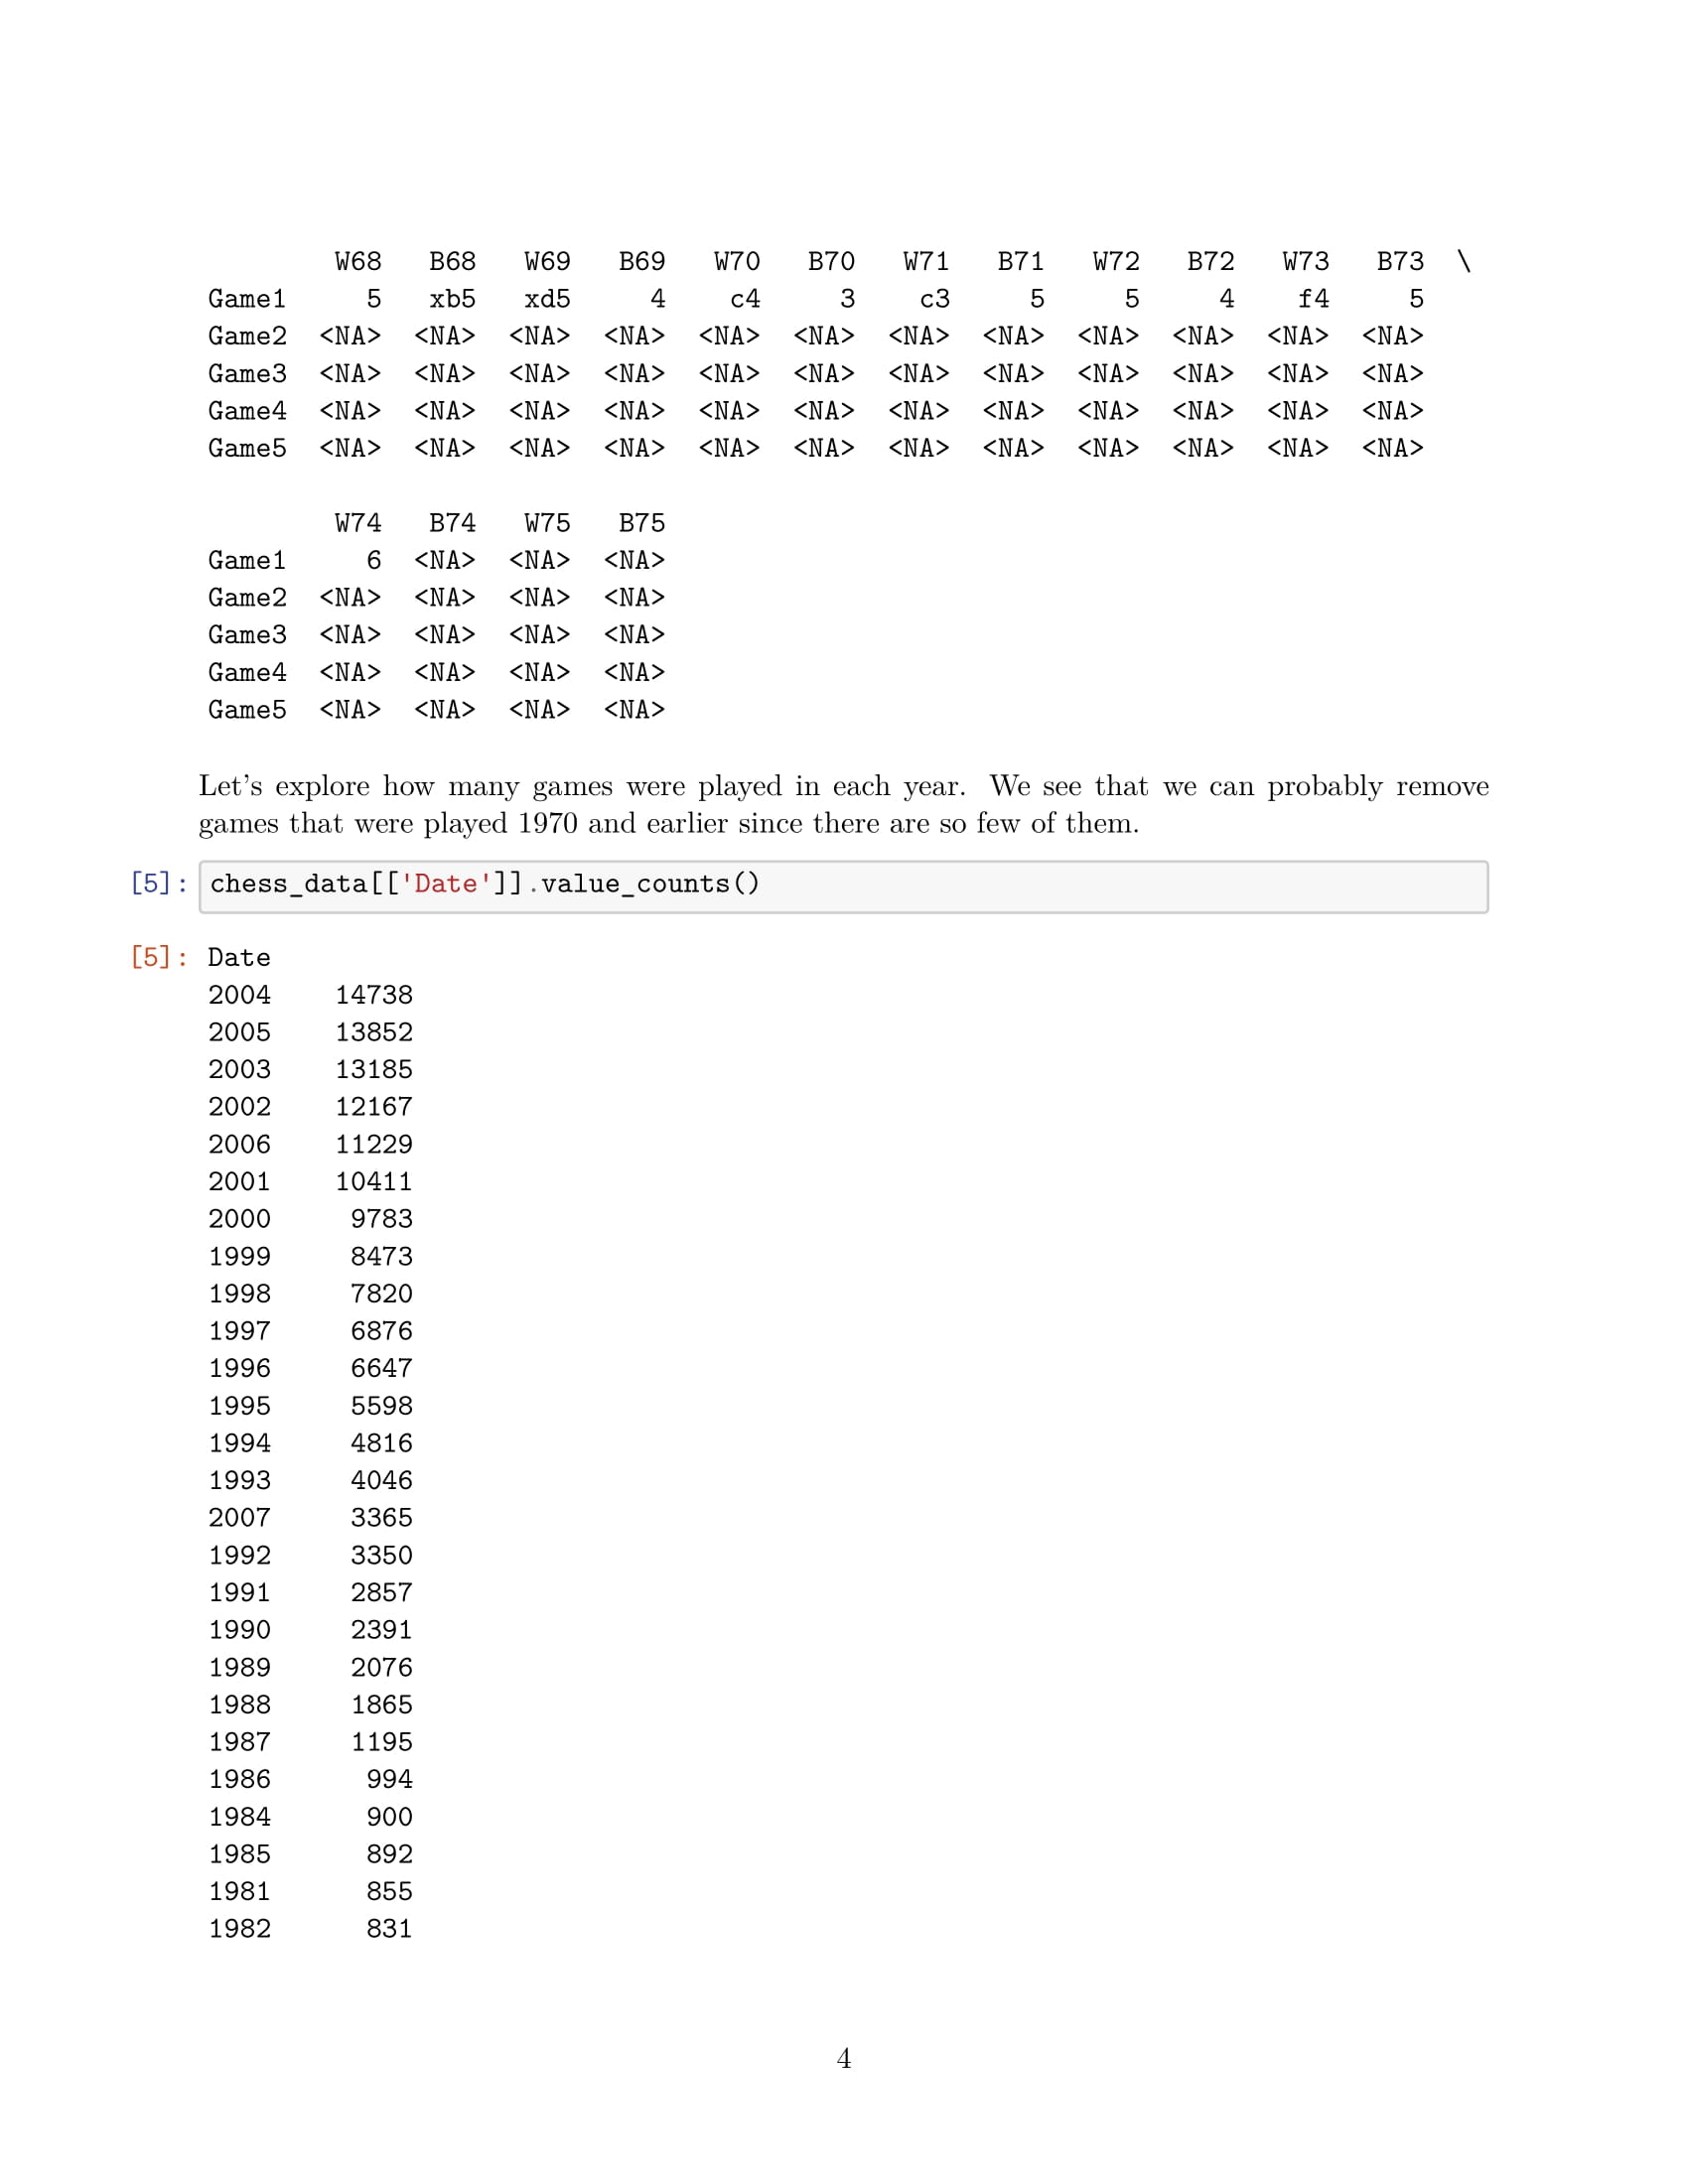 W68 B68 W69 B69 W70 B70 W71 B71 W72 B72 W73 B73 \
Game1 5 xb5 xd5 4 c4 3 c3 5 5 4 f4 5
Game2 <NA> <NA> <NA> <NA> <NA> <NA> <NA> <NA> <NA> <NA> <NA> <NA>
Game3 <NA> <NA> <NA> <NA> <NA> <NA> <NA> <NA> <NA> <NA> <NA> <NA>
Game4 <NA> <NA> <NA> <NA> <NA> <NA> <NA> <NA> <NA> <NA> <NA> <NA>
Game5 <NA> <NA> <NA> <NA> <NA> <NA> <NA> <NA> <NA> <NA> <NA> <NA>
W74 B74 W75 B75
Game1 6 <NA> <NA> <NA>
Game2 <NA> <NA> <NA> <NA>
Game3 <NA> <NA> <NA> <NA>
Game4 <NA> <NA> <NA> <NA>
Game5 <NA> <NA> <NA> <NA>
Let's explore how many games were played in each year. We see that we can probably remove
games that were played 1970 and earlier since there are so few of them.
[5]: chess_data[['Date']].value_counts()
[5]: Date
2004 14738
2005 13852
2003 13185
2002 12167
2006 11229
2001 10411
2000 9783
1999 8473
1998 7820
1997 6876
1996 6647
1995 5598
1994 4816
1993 4046
2007 3365
1992 3350
1991 2857
1990 2391
1989 2076
1988 1865
1987 1195
1986 994
1984 900
1985 892
1981 855
1982 831
4